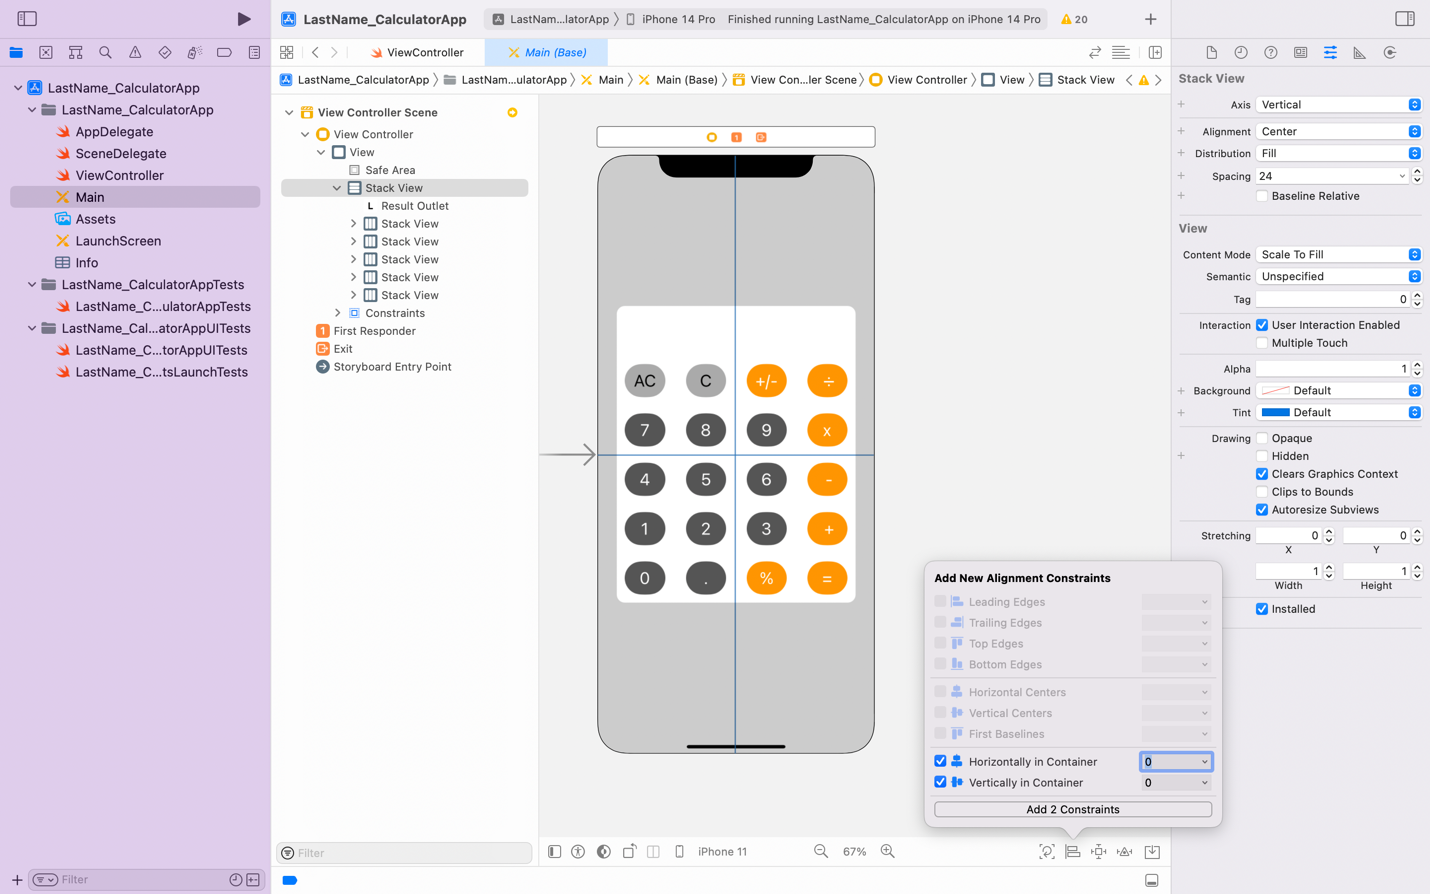 LastName_CalculatorApp
LastNam...latorApp
iPhone 14 Pro
Finished running LastName_CalculatorApp on iPhone 14 Pro
20
ViewController
Main (Base)
LastName_CalculatorApp
LastNam...ulatorApp
Main
Main (Base)
View Con...ler Scene
View Controller
View
Stack View
LastName_CalculatorApp
LastName_CalculatorApp
AppDelegate
SceneDelegate
ViewController
Main
Assets
LaunchScreen
Info
LastName_CalculatorAppTests
LastName_C...ulatorAppTests
LastName_Cal...atorAppUITests
LastName_C...torAppUITests
LastName_C...tsLaunchTests
Filter
View Controller Scene
View Controller
View
Safe Area
Stack View
L Result Outlet
Stack View
Stack View
Stack View
Stack View
Stack View
Constraints
1 First Responder
Exit
Storyboard Entry Point
Filter
1
AC C +/- ÷
7 8 9 x
4 5 6 -
1 2 3 +
0 . % =
iPhone 11
67%
Add New Alignment Constraints
Leading Edges
Trailing Edges
Top Edges
Bottom Edges
Horizontal Centers
Vertical Centers
First Baselines
Horizontally in Container 0
Vertically in Container 0
Add 2 Constraints
Stack View
Axis Vertical
Alignment Center
Distribution Fill
Spacing 24
Baseline Relative
View
Content Mode Scale To Fill
Semantic Unspecified
Tag 0
Interaction User Interaction Enabled
Multiple Touch
Alpha 1
Background Default
Tint Default
Drawing Opaque
Hidden
Clears Graphics Context
Clips to Bounds
Autoresize Subviews
Stretching 0 0
X Y
1 1
Width Height
Installed